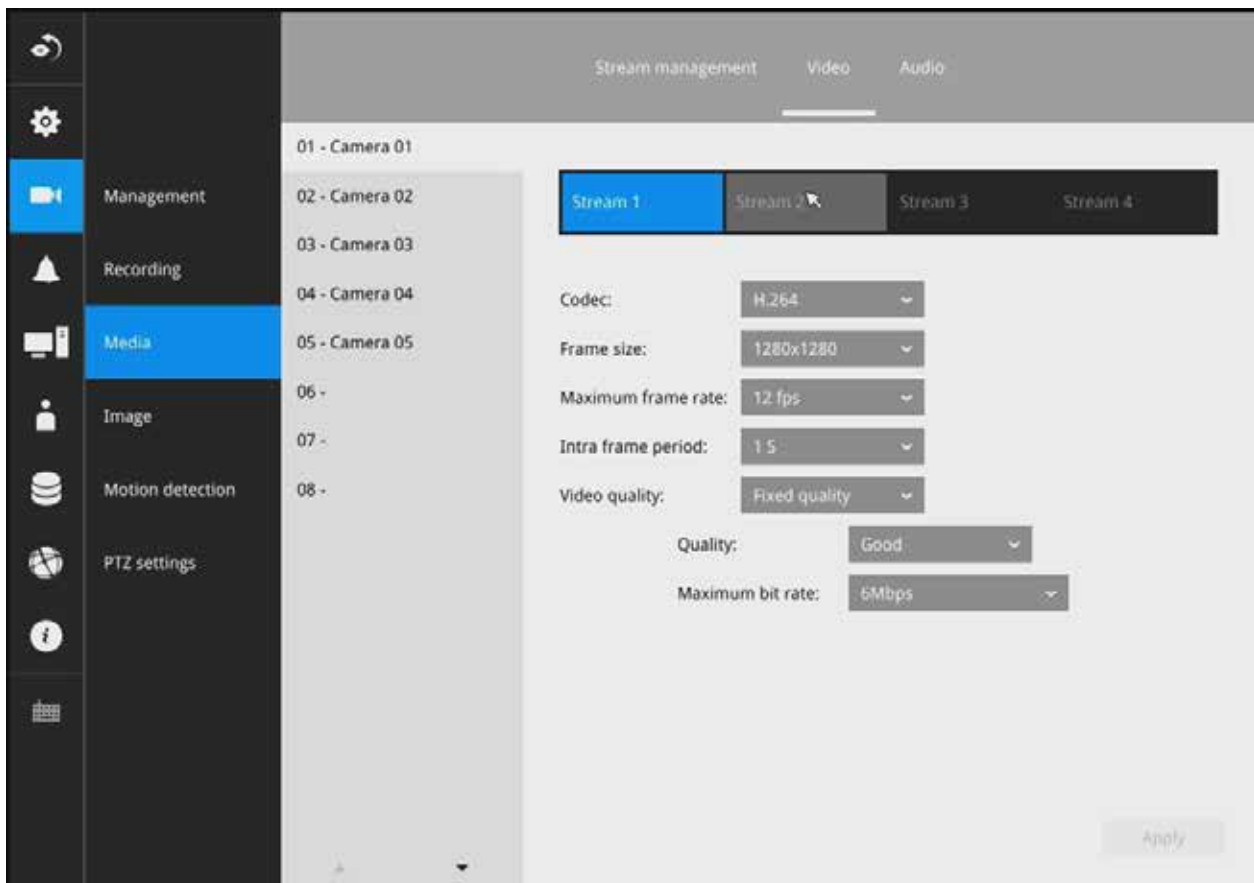 Stream management Video Audio
01 - Camera 01
Management
02 - Camera 02
Stream 1 Stream 2 Stream 3 Stream 4
03 - Camera 03
Recording
04 - Camera 04
Codec: H.264
Media
05 - Camera 05
Frame size: 1280x1280
06 -
Maximum frame rate: 12 fps
Image
07 -
Intra frame period: 1 S
Motion detection
08 -
Video quality: Fixed quality
Quality: Good
PTZ settings
Maximum bit rate: 6Mbps
Apply